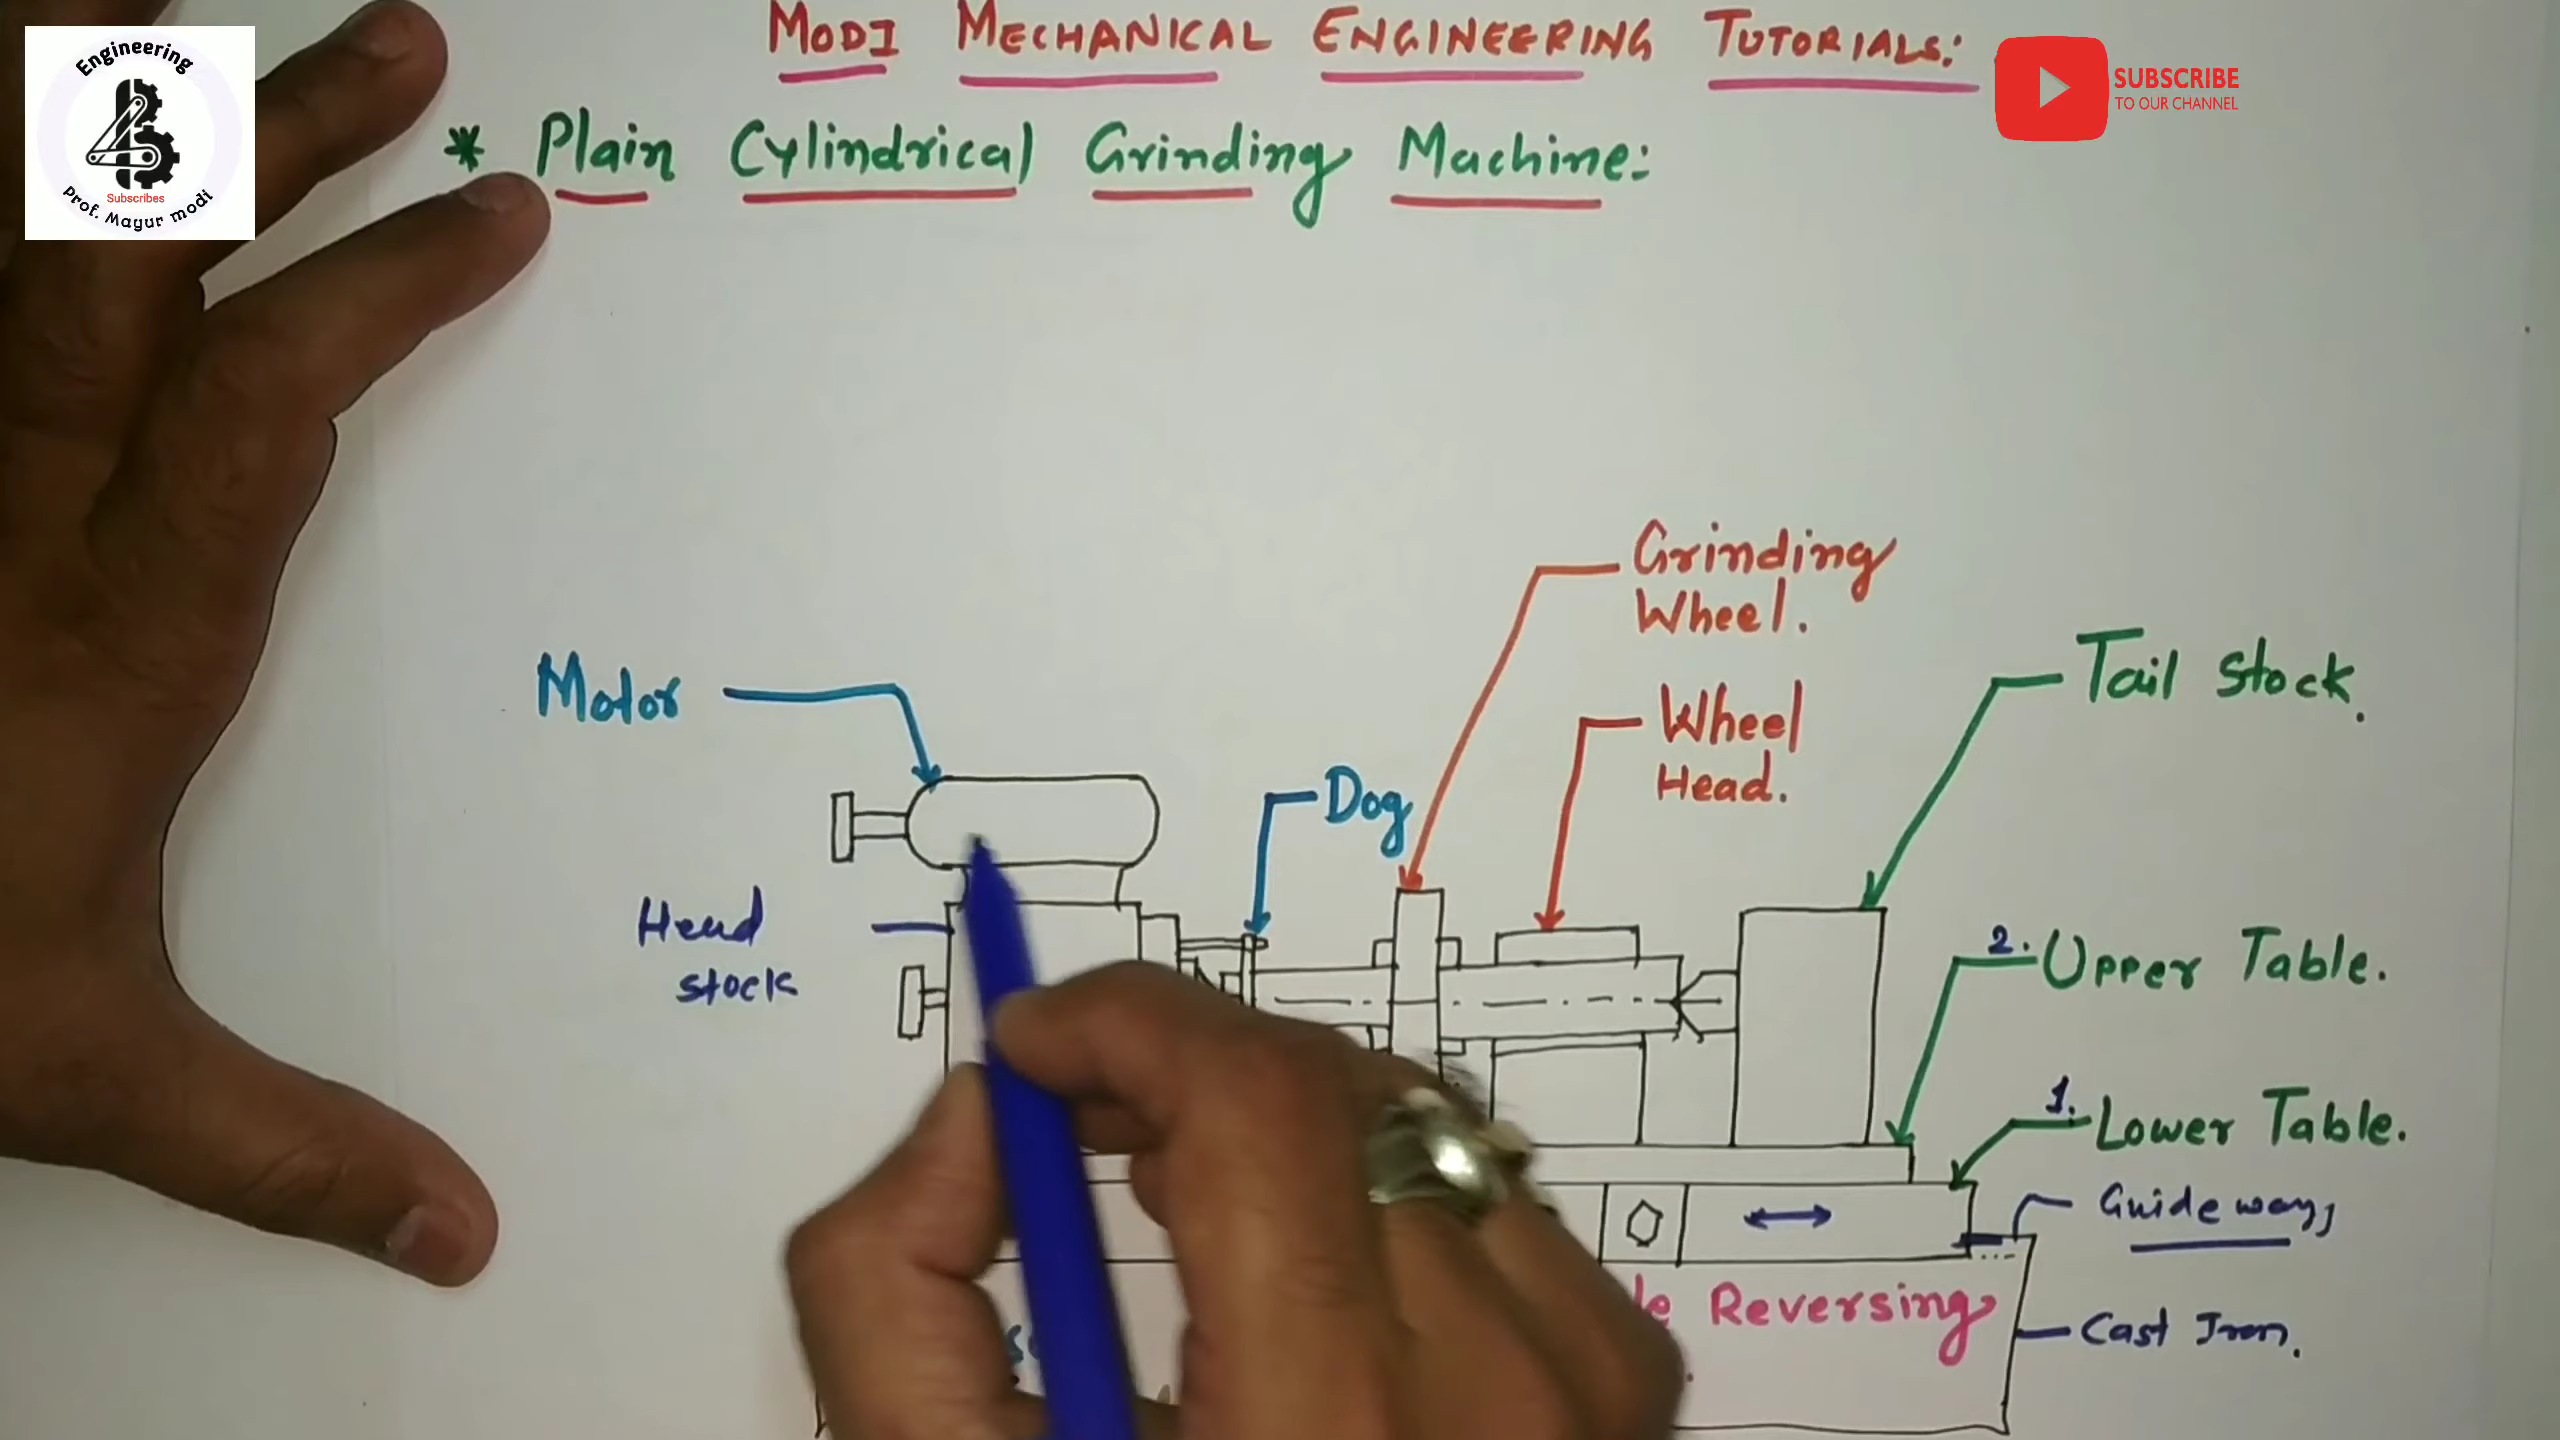 MODI MECHANICAL ENGINEERING TUTORIALS:
Engineering
Subscribes
Prof. Mayur modi
SUBSCRIBE
TO OUR CHANNEL
* Plain Cylindrical Grinding Machine:
Grinding
Wheel.
Motor
Tail Stock.
Wheel
Head.
Dog
Head
stock
2. Upper Table.
1. Lower Table.
Guide ways
Reversing
Cast Iron.